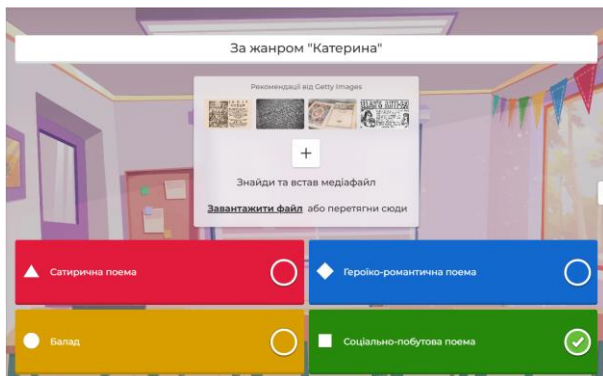 За жанром "Катерина"
Рекомендації від Getty Images
Знайди та встав медіафайл
Завантажити файл або перетягни сюди
Сатирична поема
Героїко-романтична поема
Балад
Соціально-побутова поема